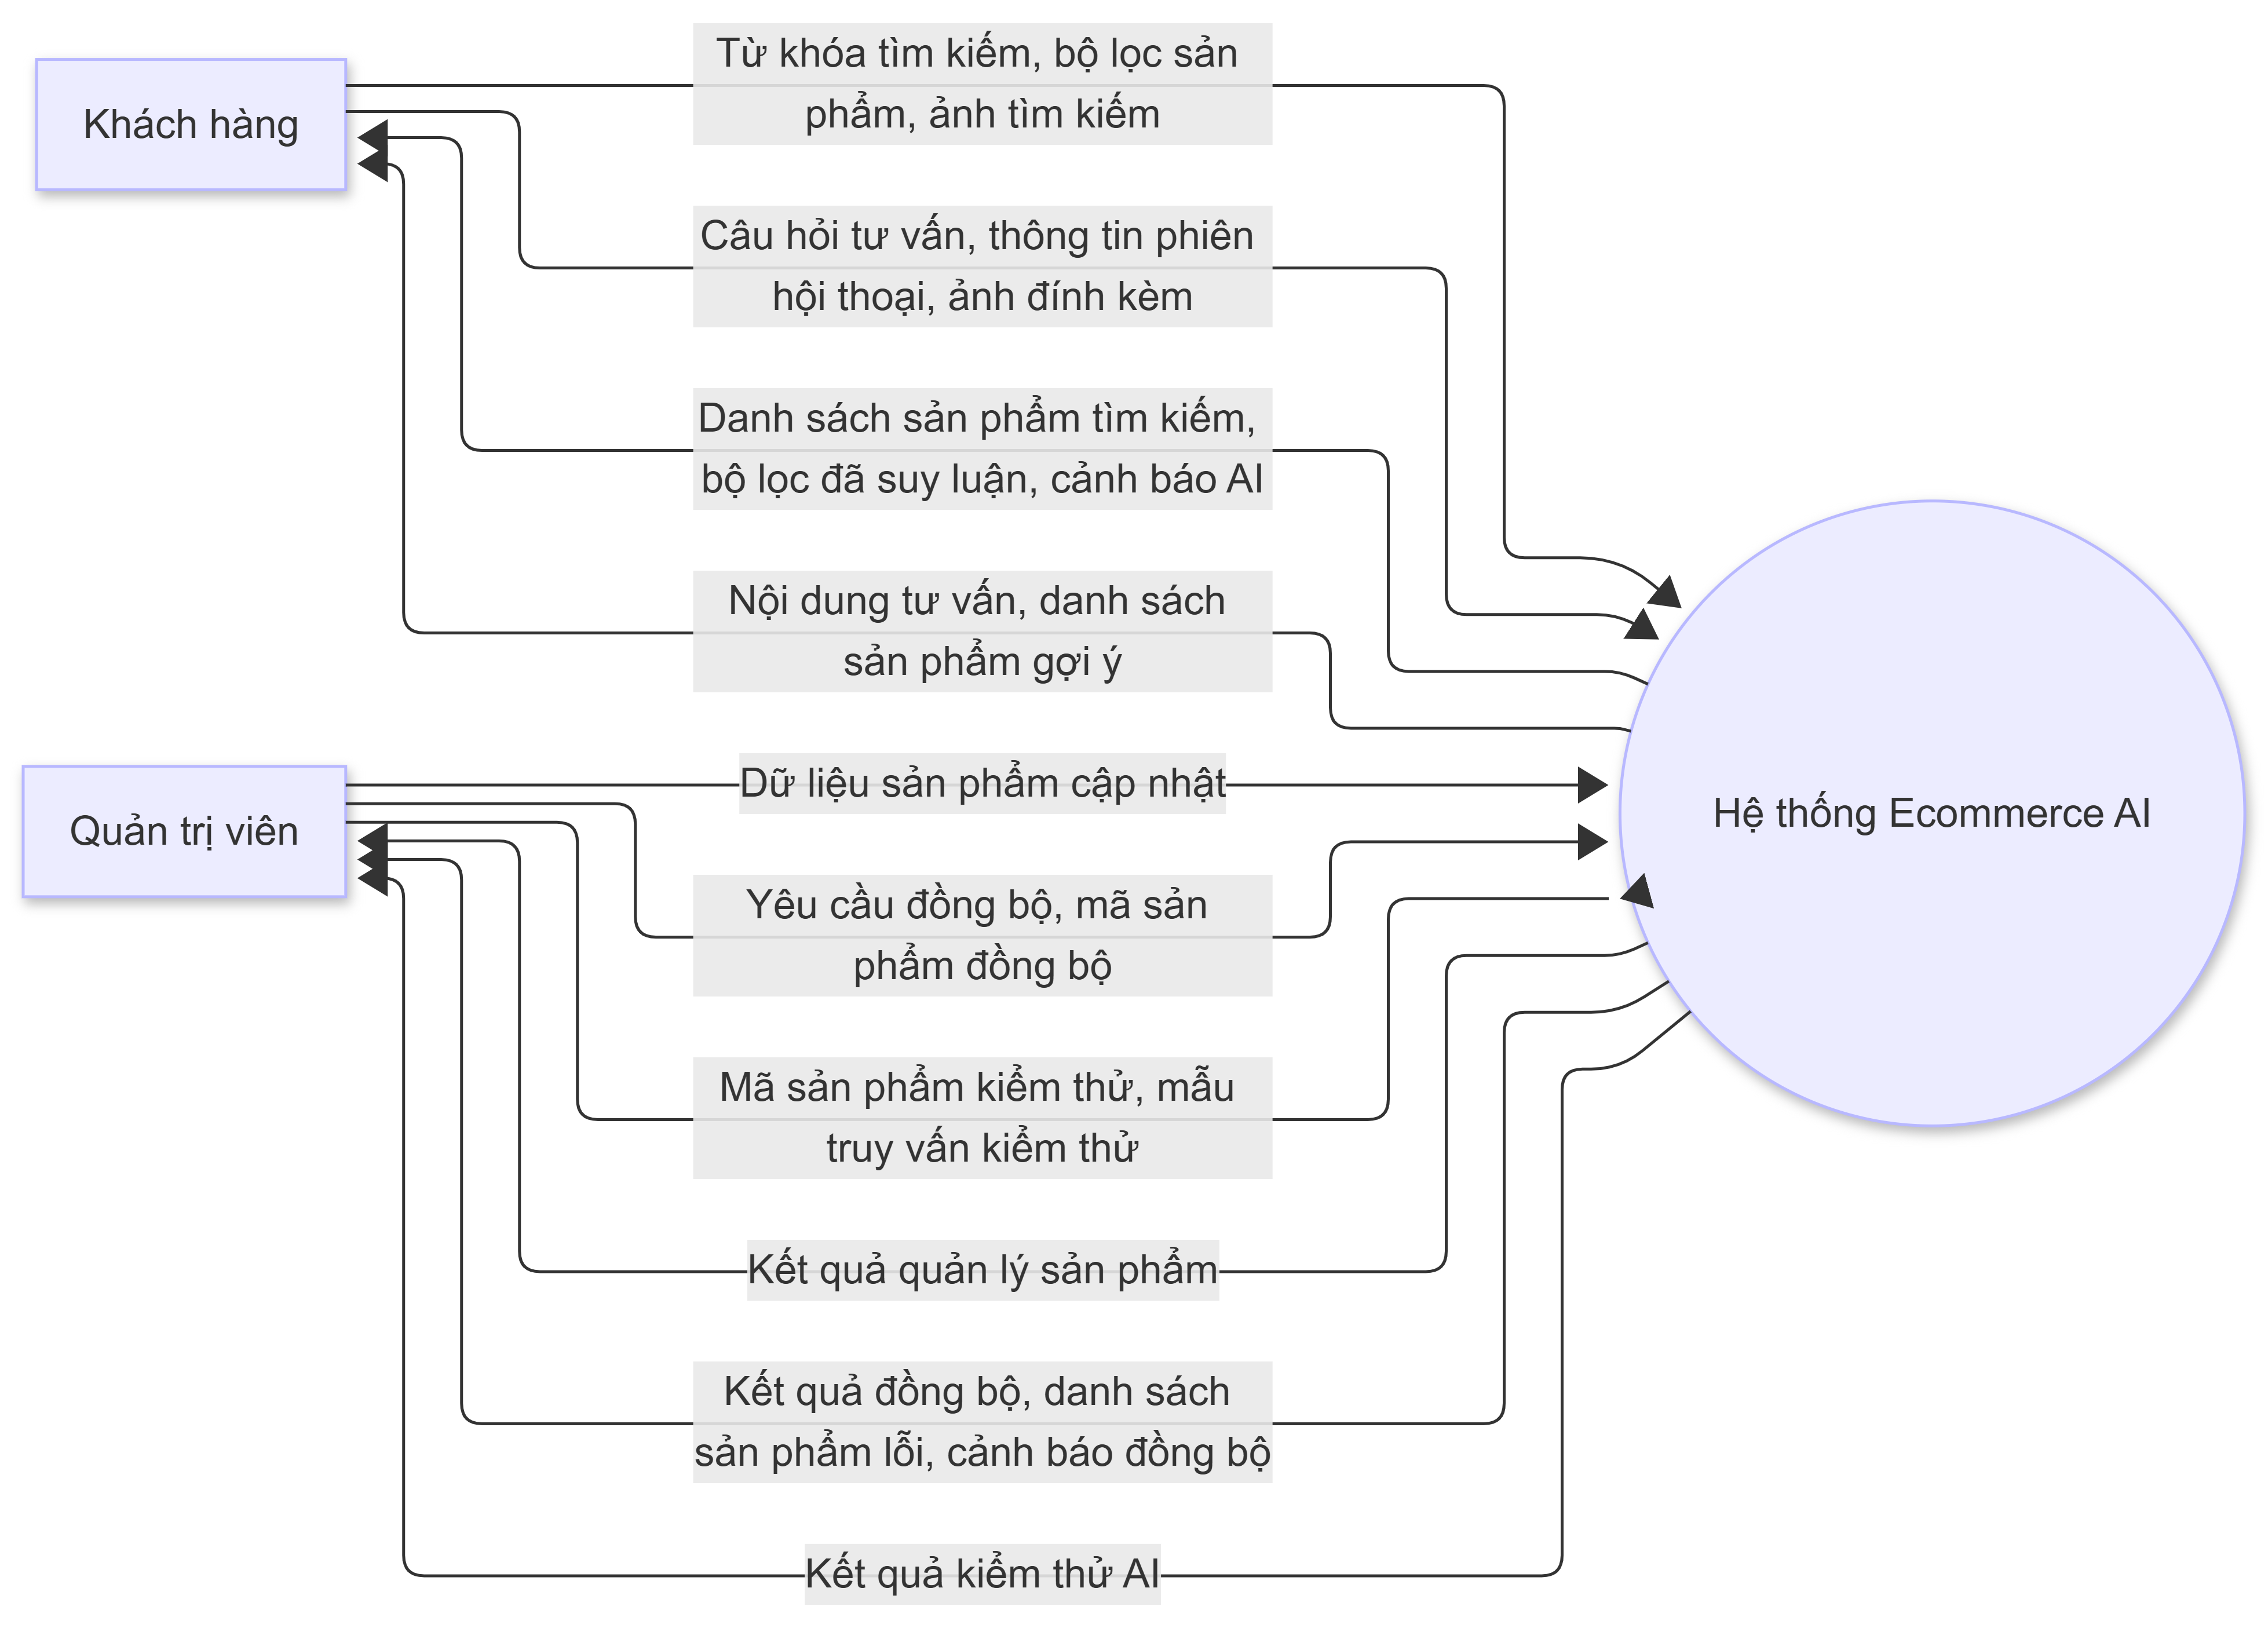 Từ khóa tìm kiếm, bộ lọc sản
phẩm, ảnh tìm kiếm
Khách hàng
Câu hỏi tư vấn, thông tin phiên
hội thoại, ảnh đính kèm
Danh sách sản phẩm tìm kiếm,
bộ lọc đã suy luận, cảnh báo AI
Nội dung tư vấn, danh sách
sản phẩm gợi ý
Dữ liệu sản phẩm cập nhật
Quản trị viên
Hệ thống Ecommerce AI
Yêu cầu đồng bộ, mã sản
phẩm đồng bộ
Mã sản phẩm kiểm thử, mẫu
truy vấn kiểm thử
Kết quả quản lý sản phẩm
Kết quả đồng bộ, danh sách
sản phẩm lỗi, cảnh báo đồng bộ
Kết quả kiểm thử AI